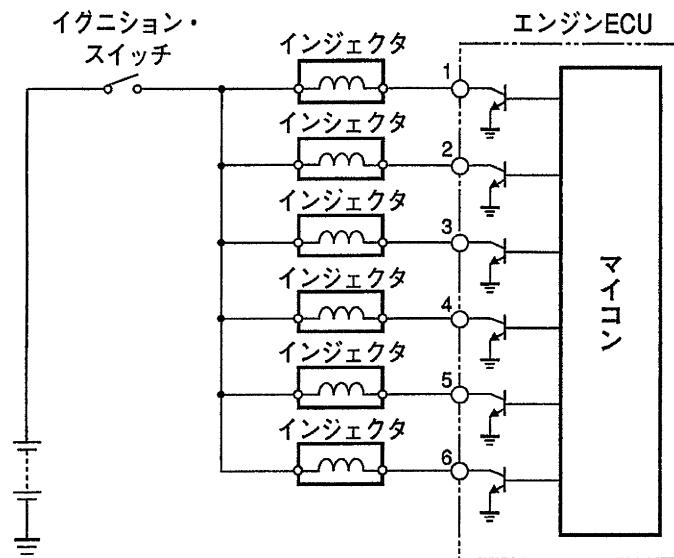 イグニション・
スイッチ
エンジンECU
インジェクタ
1
インジェクタ
2
インジェクタ
3
インジェクタ
4
インジェクタ
5
インジェクタ
6
マイコン